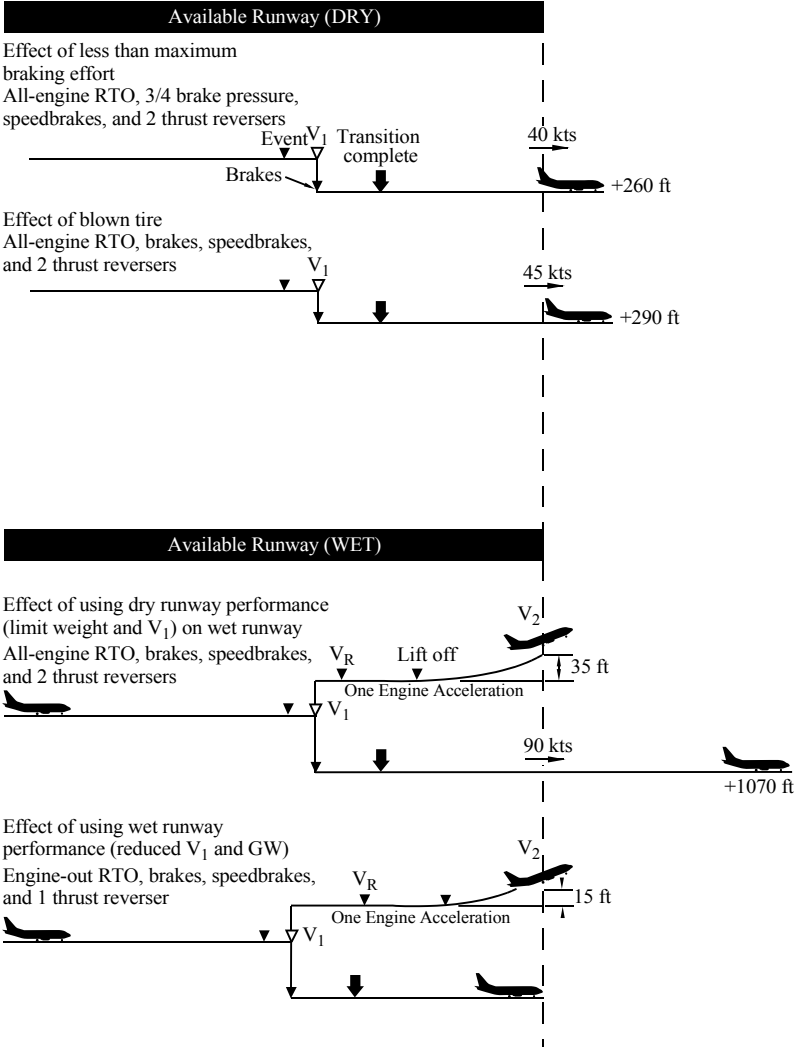 Available Runway (DRY)
Effect of less than maximum
braking effort
All-engine RTO, 3/4 brake pressure,
speedbrakes, and 2 thrust reversers
Event
V1
Transition
complete
40 kts
Brakes
+260 ft
Effect of blown tire
All-engine RTO, brakes, speedbrakes,
and 2 thrust reversers
V1
45 kts
+290 ft
Available Runway (WET)
Effect of using dry runway performance
(limit weight and V1) on wet runway
All-engine RTO, brakes, speedbrakes,
and 2 thrust reversers
VR
Lift off
V2
35 ft
One Engine Acceleration
V1
90 kts
+1070 ft
Effect of using wet runway
performance (reduced V1 and GW)
Engine-out RTO, brakes, speedbrakes,
and 1 thrust reverser
VR
V2
15 ft
One Engine Acceleration
V1